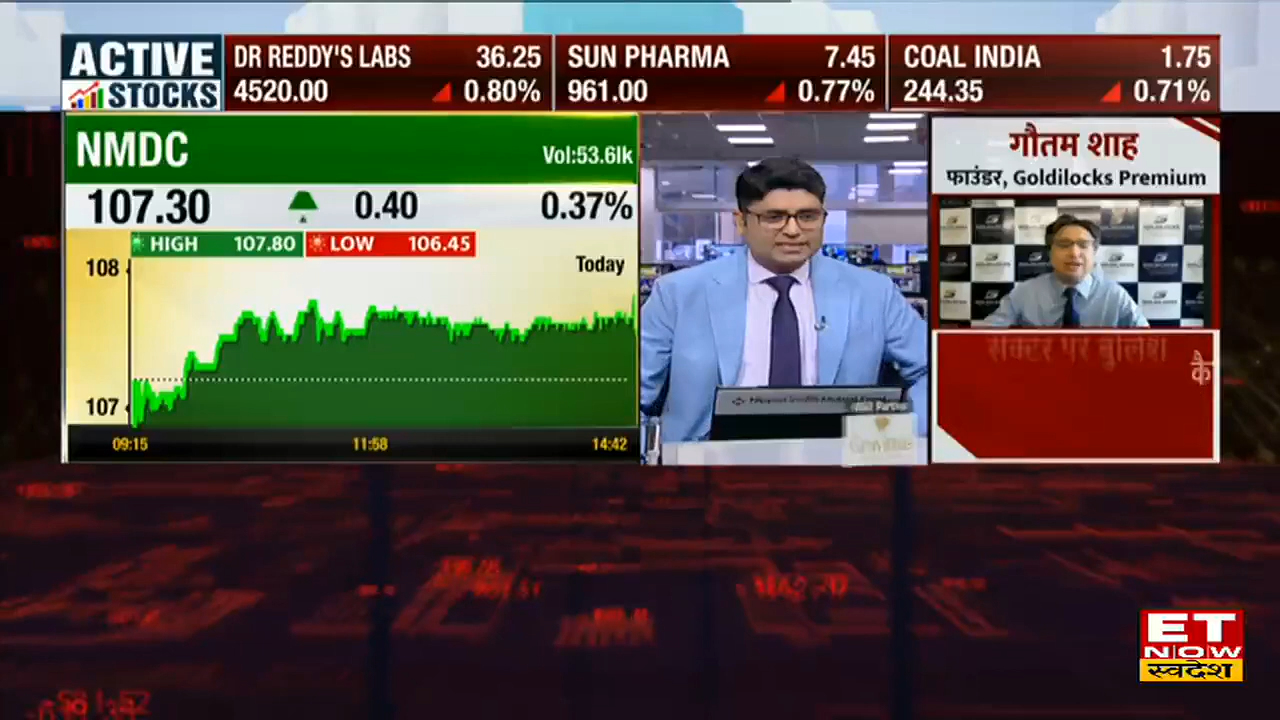 ACTIVE
STOCKS
DR REDDY'S LABS 36.25
4520.00 0.80%
SUN PHARMA 7.45
961.00 0.77%
COAL INDIA 1.75
244.35 0.71%
NMDC Vol:53.6lk
107.30 0.40 0.37%
HIGH 107.80 LOW 106.45
Today
108
107
09:15 11:58 14:42
गौतम शाह
फाउंडर, Goldilocks Premium
सेक्टर पर बुलिश
कै
ET
NOW
स्वदेश